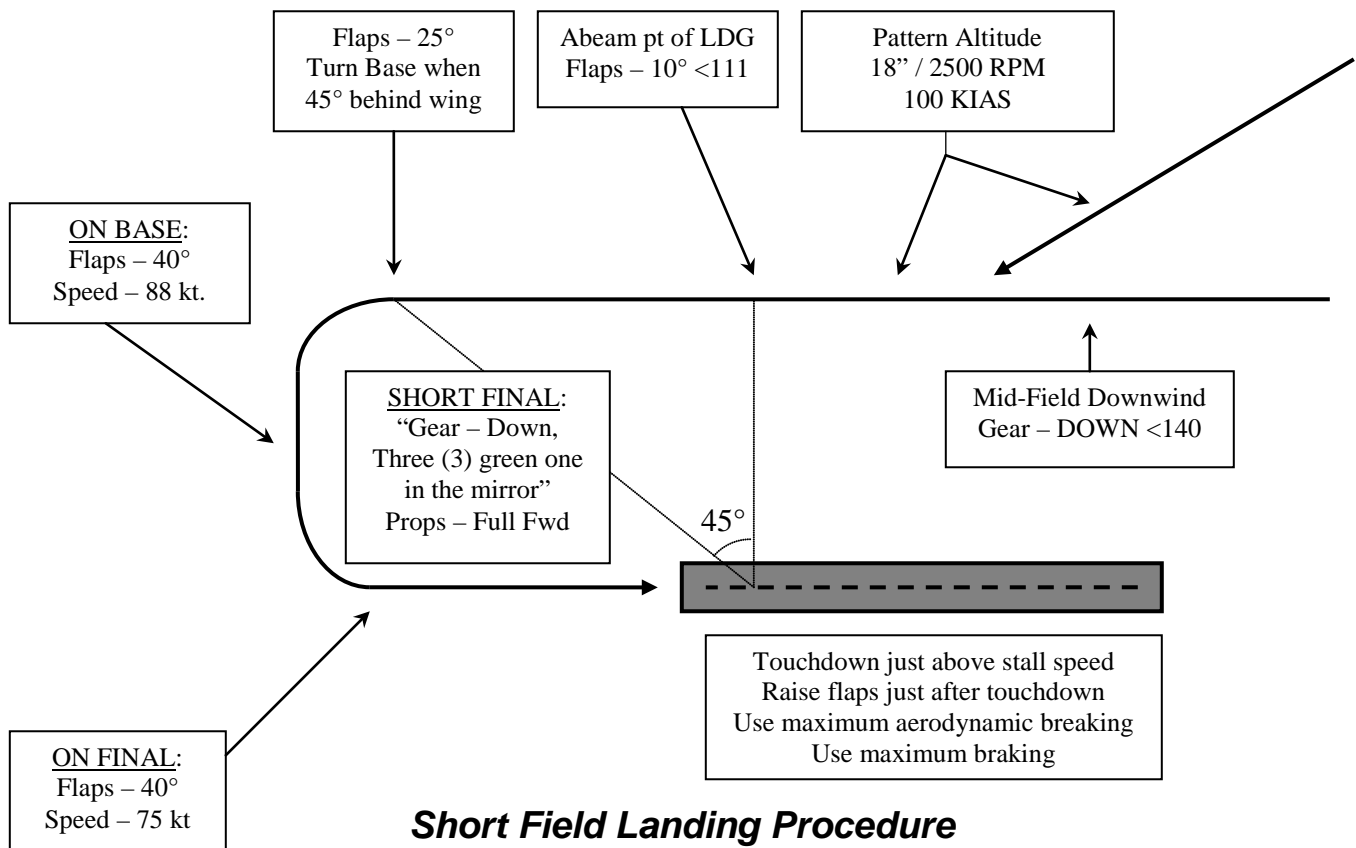 Flaps – 25°
Turn Base when
45° behind wing
Abeam pt of LDG
Flaps – 10° <111
Pattern Altitude
18” / 2500 RPM
100 KIAS
ON BASE:
Flaps – 40°
Speed – 88 kt.
SHORT FINAL:
“Gear – Down,
Three (3) green one
in the mirror”
Props – Full Fwd
Mid-Field Downwind
Gear – DOWN <140
45°
Touchdown just above stall speed
Raise flaps just after touchdown
Use maximum aerodynamic breaking
Use maximum braking
ON FINAL:
Flaps – 40°
Speed – 75 kt
Short Field Landing Procedure